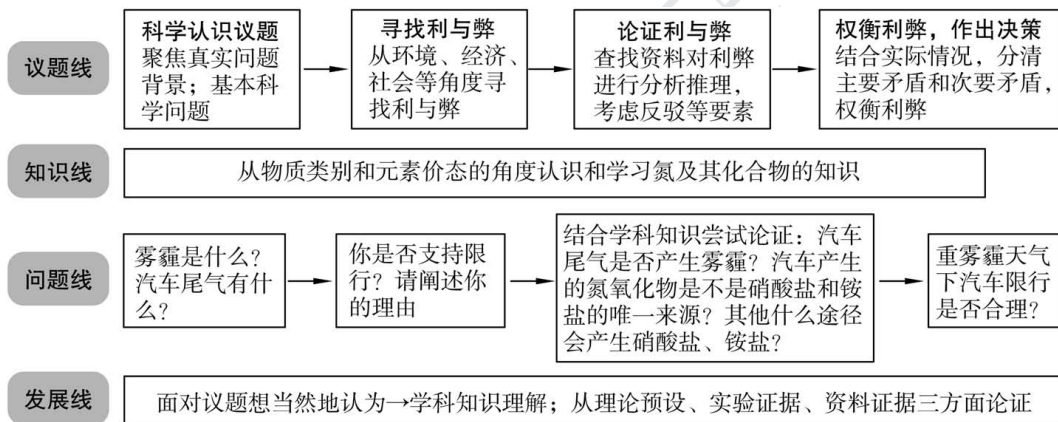 议题线
科学认识议题
聚焦真实问题
背景；基本科
学问题
寻找利与弊
从环境、经济、
社会等角度寻
找利与弊
论证利与弊
查找资料对利弊
进行分析推理，
考虑反驳等要素
权衡利弊，作出决策
结合实际情况，分清
主要矛盾和次要矛盾，
权衡利弊
知识线
从物质类别和元素价态的角度认识和学习氮及其化合物的知识
问题线
雾霾是什么？
汽车尾气有什
么？
你是否支持限
行？请阐述你
的理由
结合学科知识尝试论证：汽车
尾气是否产生雾霾？汽车产生
的氮氧化物是不是硝酸盐和铵
盐的唯一来源？其他什么途径
会产生硝酸盐、铵盐？
重雾霾天气
下汽车限行
是否合理？
发展线
面对议题想当然地认为→学科知识理解；从理论预设、实验证据、资料证据三方面论证